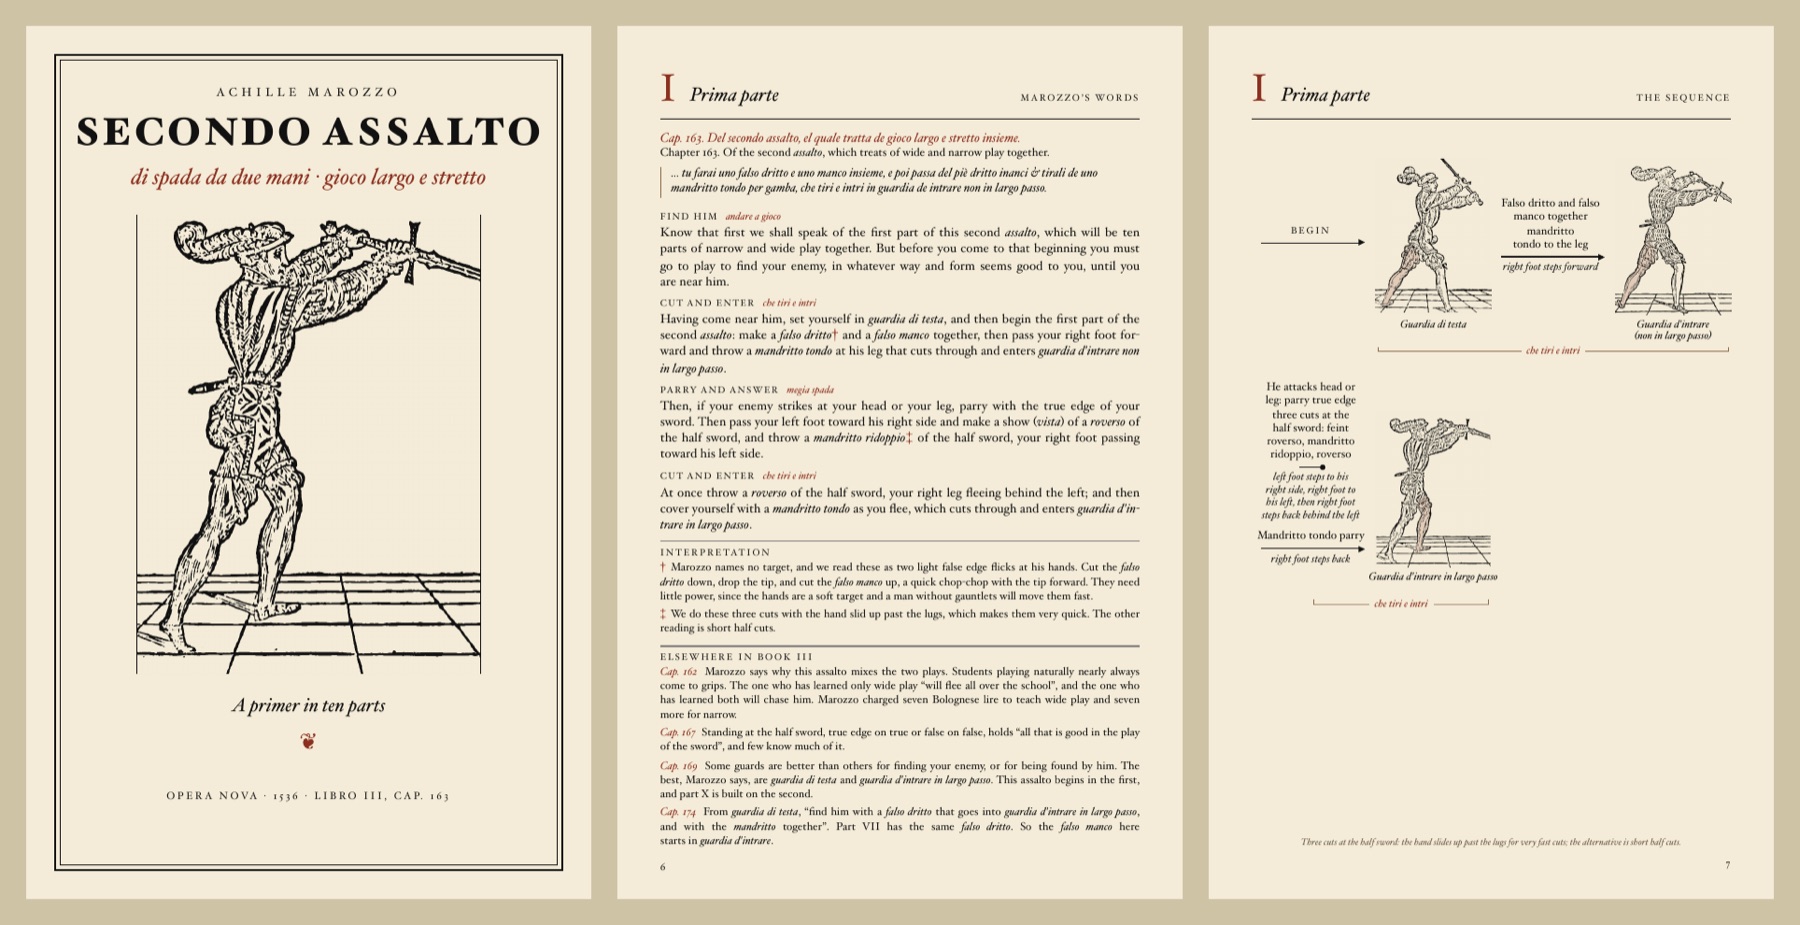 ACHILLE MAROZZO
SECONDO ASSALTO
di spada da due mani · gioco largo e stretto
A primer in ten parts
❦
OPERA NOVA · 1536 · LIBRO III, CAP. 163
I Prima parte
MAROZZO'S WORDS
Cap. 163. Del secondo assalto, el quale tratta de gioco largo e stretto insieme.
Chapter 163. Of the second assalto, which treats of wide and narrow play together.
... tu farai uno falso dritto e uno manco insieme, e poi passa del piè dritto inanci & tirali de uno
mandritto tondo per gamba, che tiri e intri in guardia de intrare non in largo passo.
FIND HIM andare a gioco
Know that first we shall speak of the first part of this second assalto, which will be ten
parts of narrow and wide play together. But before you come to that beginning you must
go to play to find your enemy, in whatever way and form seems good to you, until you
are near him.
CUT AND ENTER che tiri e intri
Having come near him, set yourself in guardia di testa, and then begin the first part of the
second assalto: make a falso dritto† and a falso manco together, then pass your right foot for-
ward and throw a mandritto tondo at his leg that cuts through and enters guardia d'intrare non
in largo passo.
PARRY AND ANSWER megia spada
Then, if your enemy strikes at your head or your leg, parry with the true edge of your
sword. Then pass your left foot toward his right side and make a show (vista) of a roverso of
the half sword, and throw a mandritto ridoppio‡ of the half sword, your right foot passing
toward his left side.
CUT AND ENTER che tiri e intri
At once throw a roverso of the half sword, your right leg fleeing behind the left; and then
cover yourself with a mandritto tondo as you flee, which cuts through and enters guardia d'in-
trare in largo passo.
INTERPRETATION
† Marozzo names no target, and we read these as two light false edge flicks at his hands. Cut the falso
dritto down, drop the tip, and cut the falso manco up, a quick chop-chop with the tip forward. They need
little power, since the hands are a soft target and a man without gauntlets will move them fast.
‡ We do these three cuts with the hand slid up past the lugs, which makes them very quick. The other
reading is short half cuts.
ELSEWHERE IN BOOK III
Cap. 162 Marozzo says why this assalto mixes the two plays. Students playing naturally nearly always
come to grips. The one who has learned only wide play “will flee all over the school”, and the one who
has learned both will chase him. Marozzo charged seven Bolognese lire to teach wide play and seven
more for narrow.
Cap. 167 Standing at the half sword, true edge on true or false on false, holds “all that is good in the play
of the sword”, and few know much of it.
Cap. 169 Some guards are better than others for finding your enemy, or for being found by him. The
best, Marozzo says, are guardia di testa and guardia d'intrare in largo passo. This assalto begins in the first,
and part X is built on the second.
Cap. 174 From guardia di testa, “find him with a falso dritto that goes into guardia d'intrare in largo passo,
and with the mandritto together”. Part VII has the same falso dritto. So the falso manco here
starts in guardia d'intrare.
6
I Prima parte
THE SEQUENCE
BEGIN
Guardia di testa
Falso dritto and falso
manco together
mandritto
tondo to the leg
right foot steps forward
Guardia d'intrare
(non in largo passo)
che tiri e intri
He attacks head or
leg: parry true edge
three cuts at the
half sword: feint
roverso, mandritto
ridoppio, roverso
left foot steps to his
right side, right foot to
his left, then right foot
steps back behind the left
Mandritto tondo parry
right foot steps back
Guardia d'intrare in largo passo
che tiri e intri
Three cuts at the half sword: the hand slides up past the lugs for very fast cuts; the alternative is short half cuts.
7